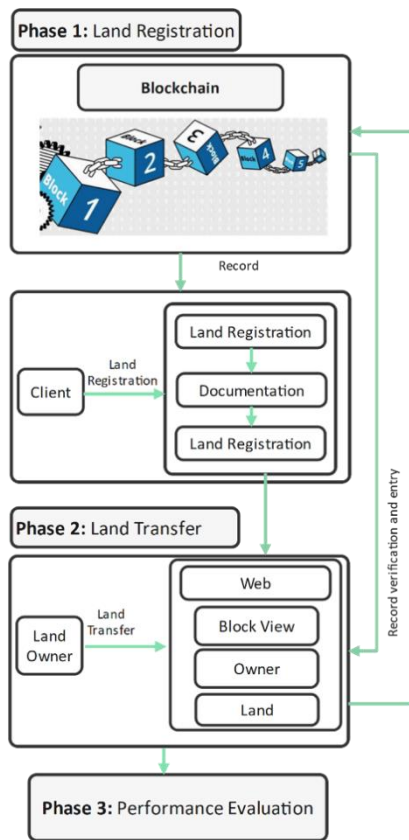 Phase 1: Land Registration
Blockchain
Block
1
Block
2
Block
3
Block
4
5
Record
Client
Land
Registration
Land Registration
Documentation
Land Registration
Phase 2: Land Transfer
Land
Owner
Land
Transfer
Web
Block View
Owner
Land
Record verification and entry
Phase 3: Performance Evaluation